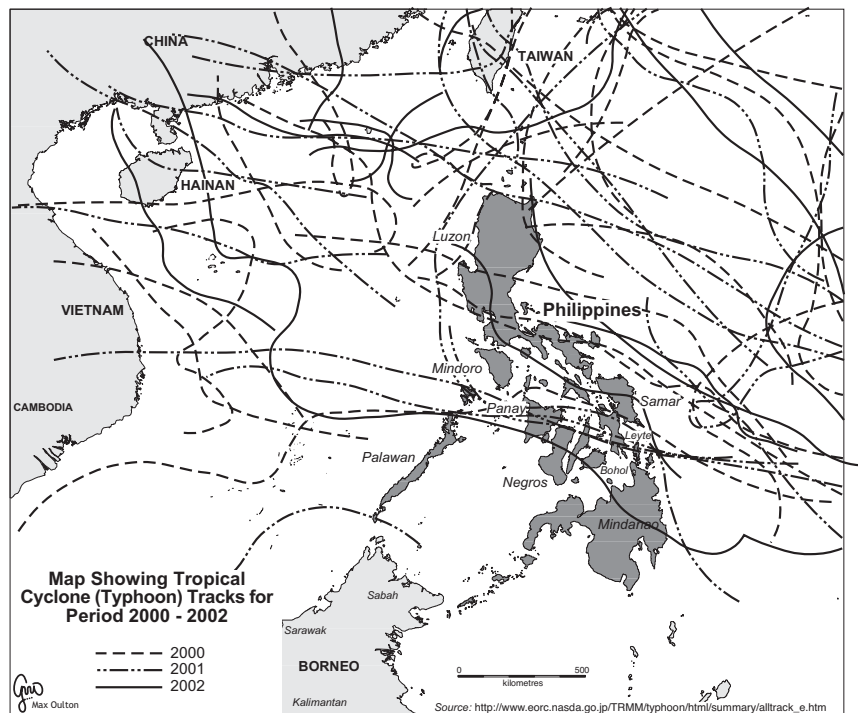 CHINA
TAIWAN
HAINAN
Luzon
VIETNAM
Philippines
Mindoro
CAMBODIA
Panay
Samar
Leyte
Palawan
Negros
Bohol
Mindanao
Map Showing Tropical
Cyclone (Typhoon) Tracks for
Period 2000 - 2002
Sabah
Sarawak
2000
2001
2002
BORNEO
0 500
kilometres
Max Oulton
Kalimantan
Source: http://www.eorc.nasda.go.jp/TRMM/typhoon/html/summary/alltrack_e.htm